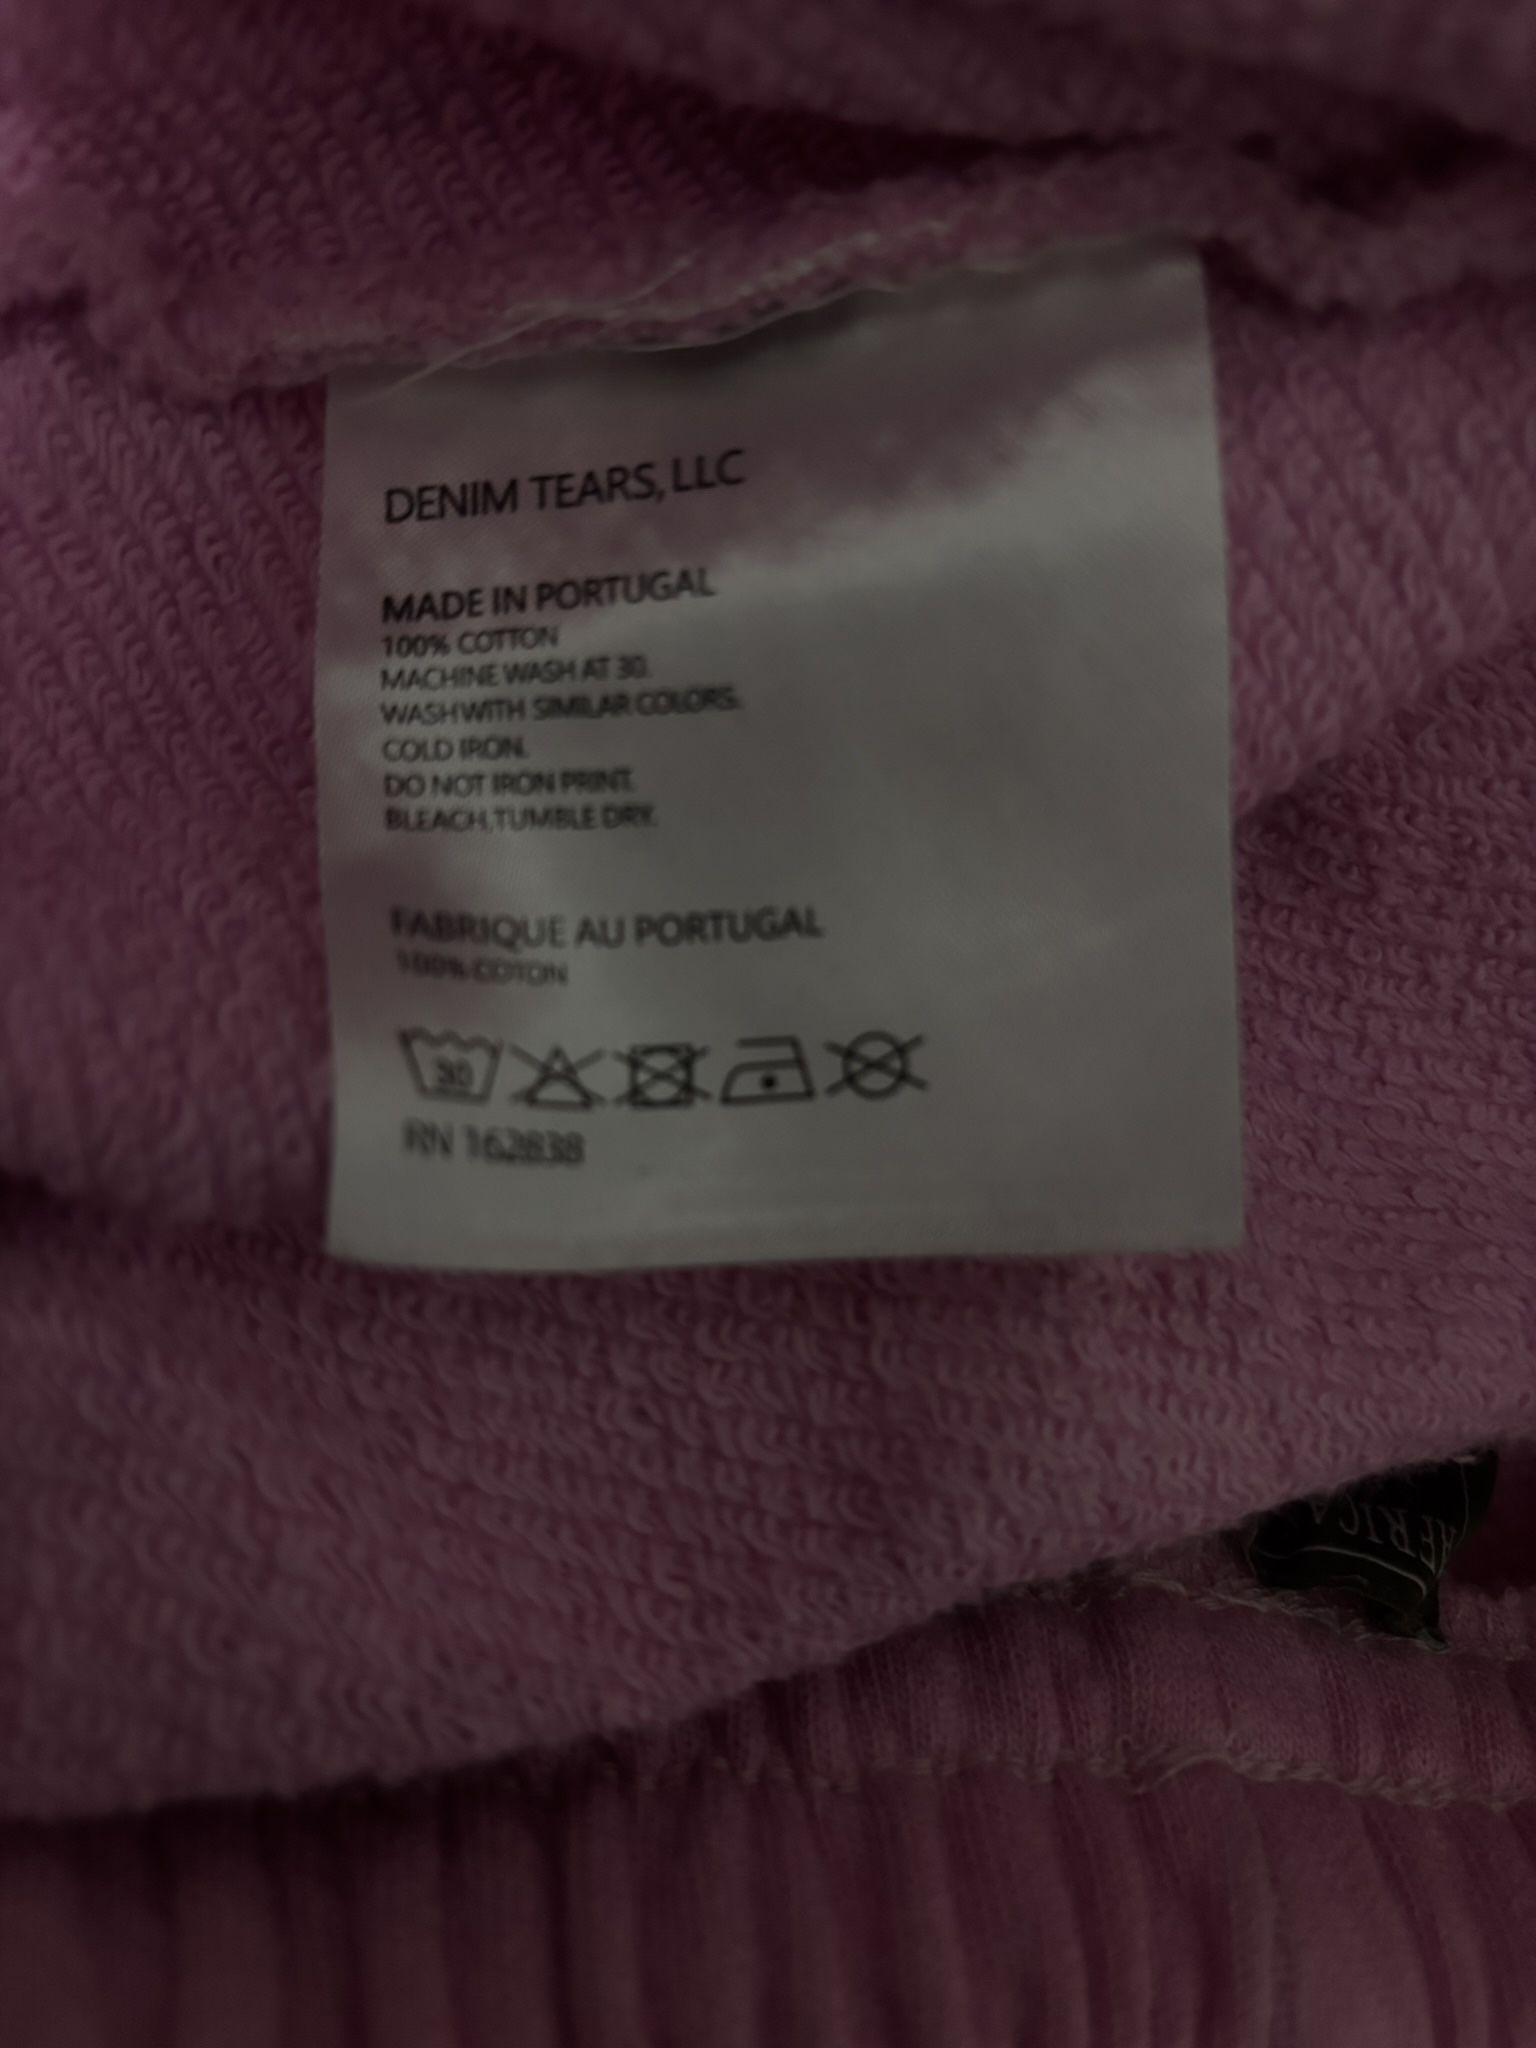 DENIM TEARS, LLC
MADE IN PORTUGAL
100% COTTON
MACHINE WASH AT 30.
WASH WITH SIMILAR COLORS.
COLD IRON.
DO NOT IRON PRINT.
BLEACH,TUMBLE DRY.
FABRIQUE AU PORTUGAL
100% COTON
30
RN 162838
AFRICA